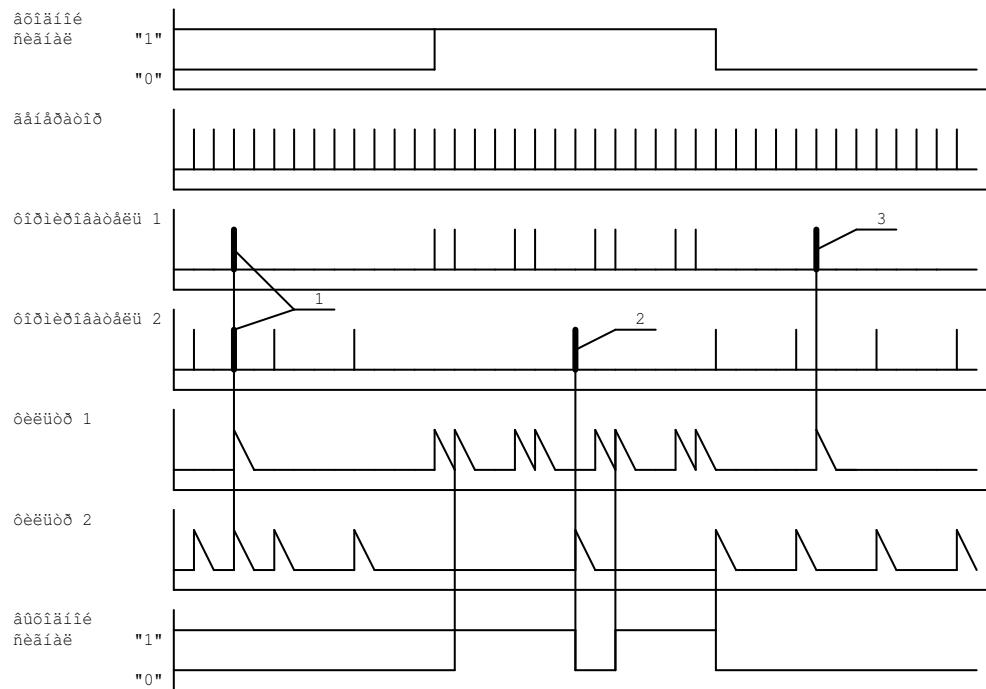 âõîäíîé
ñèãíàë "1"
"0"
ãåíåðàòîð
ôîðìèðîâàòåëü 1
3
1
ôîðìèðîâàòåëü 2
2
ôèëüòð 1
ôèëüòð 2
âûõîäíîé
ñèãíàë "1"
"0"